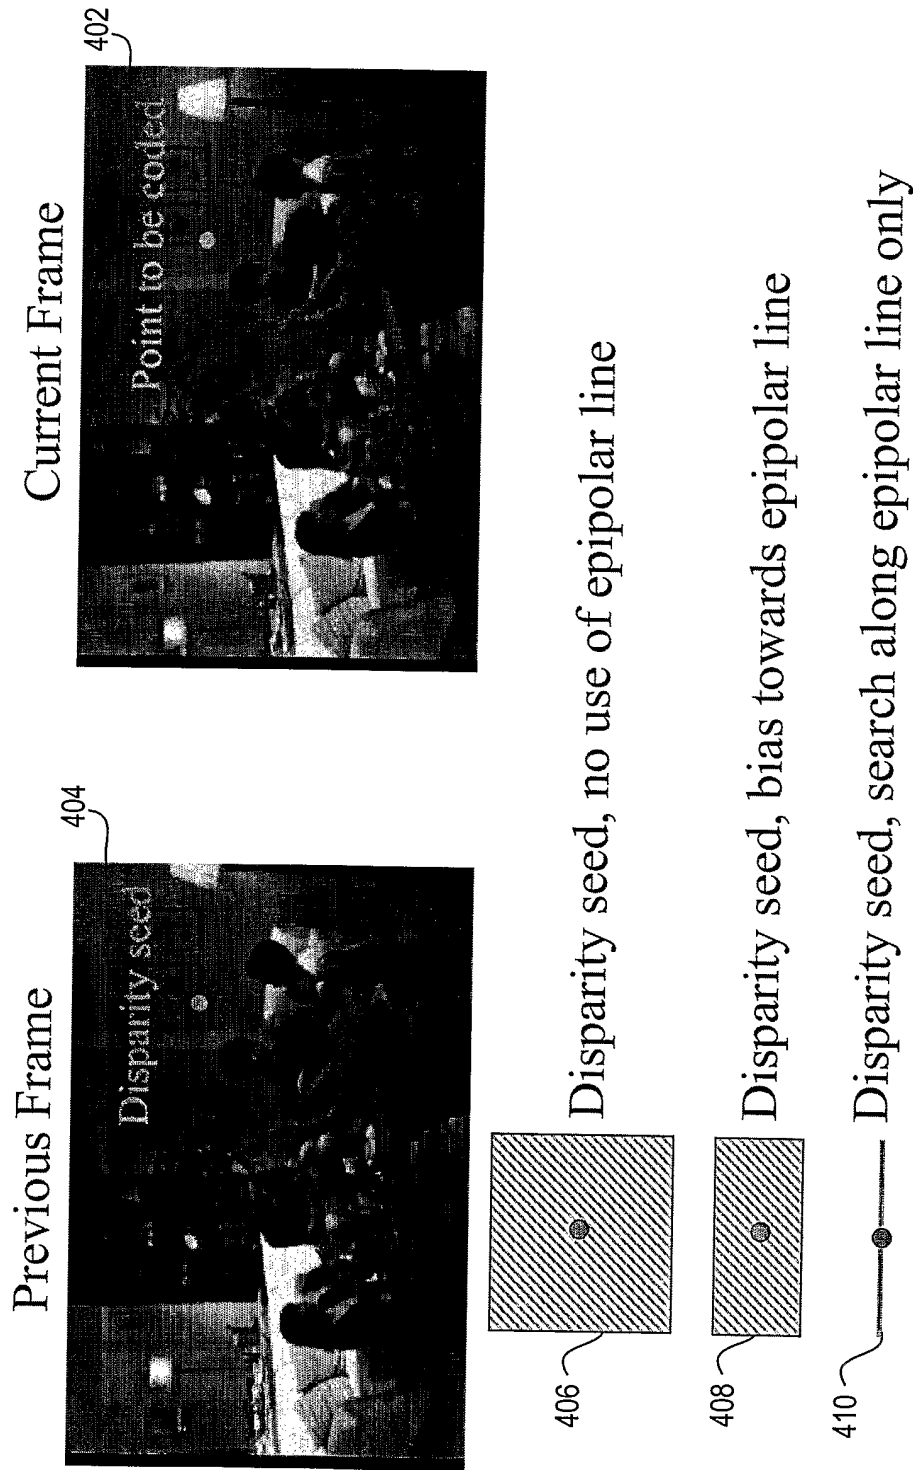 Previous Frame
Current Frame
404
402
Disparity seed
Point to be coded
406
Disparity seed, no use of epipolar line
408
Disparity seed, bias towards epipolar line
410
Disparity seed, search along epipolar line only